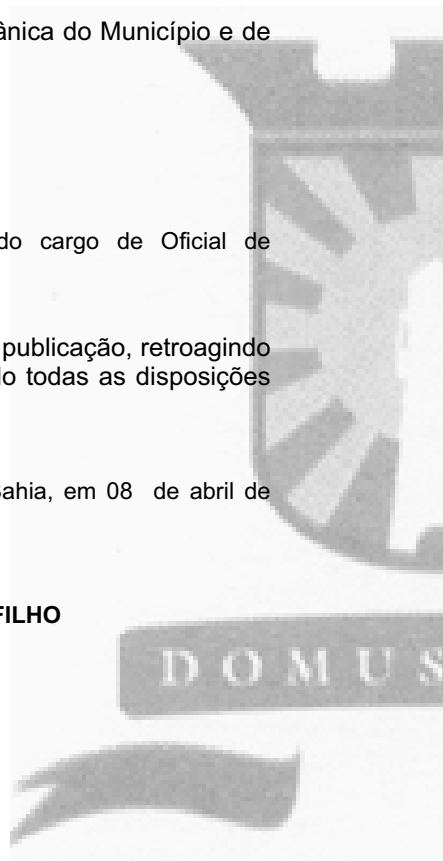 ânica do Município e de
do cargo de Oficial de
publicação, retroagindo
o todas as disposições
Bahia, em 08 de abril de
FILHO
DOMUS